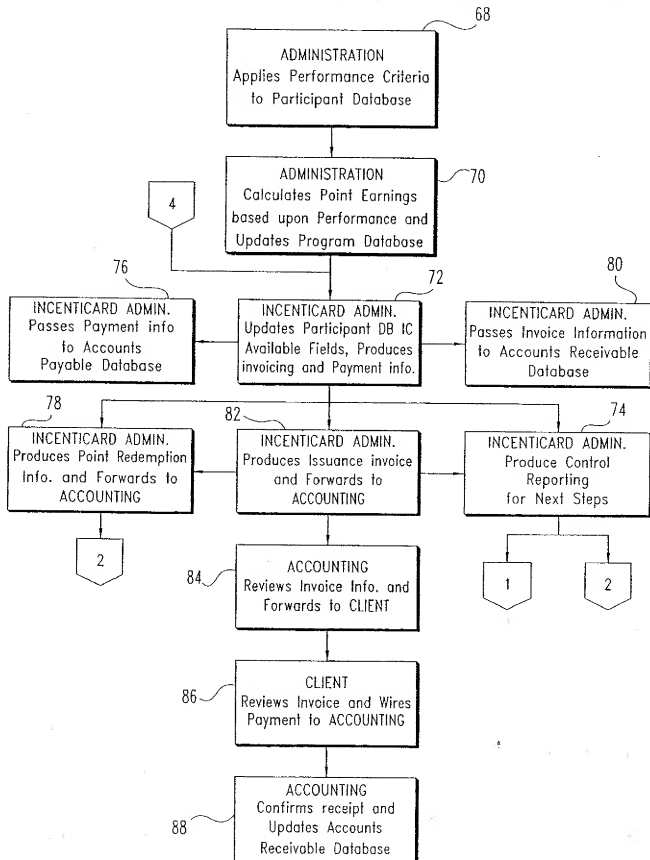 68
ADMINISTRATION
Applies Performance Criteria
to Participant Database
ADMINISTRATION
Calculates Point Earnings
based upon Performance and
Updates Program Database
70
4
76
72
80
INCENTICARD ADMIN.
Passes Payment info
to Accounts
Payable Database
INCENTICARD ADMIN.
Updates Participant DB IC
Available Fields, Produces
invoicing and Payment info.
INCENTICARD ADMIN.
Passes Invoice Information
to Accounts Receivable
Database
78
82
74
INCENTICARD ADMIN.
Produces Point Redemption
Info. and Forwards to
ACCOUNTING
INCENTICARD ADMIN.
Produces Issuance invoice
and Forwards to
ACCOUNTING
INCENTICARD ADMIN.
Produce Control
Reporting
for Next Steps
2
1
2
84
ACCOUNTING
Reviews Invoice Info. and
Forwards to CLIENT
86
CLIENT
Reviews Invoice and Wires
Payment to ACCOUNTING
88
ACCOUNTING
Confirms receipt and
Updates Accounts
Receivable Database